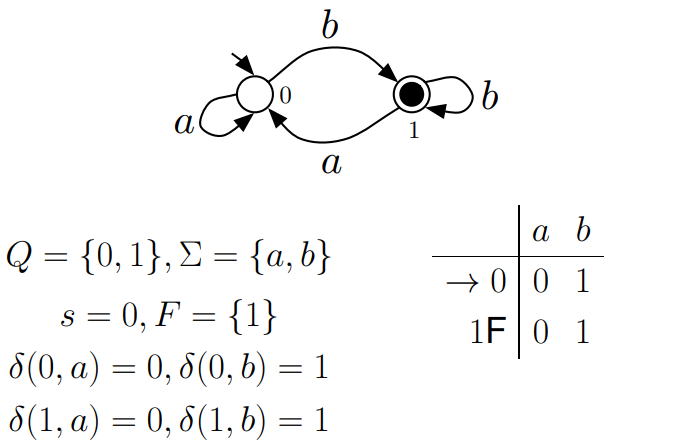 b
0
a
b
1
a
Q = {0, 1}, Σ = {a, b}
s = 0, F = {1}
δ(0, a) = 0, δ(0, b) = 1
δ(1, a) = 0, δ(1, b) = 1
a b
→ 0 0 1
1F 0 1